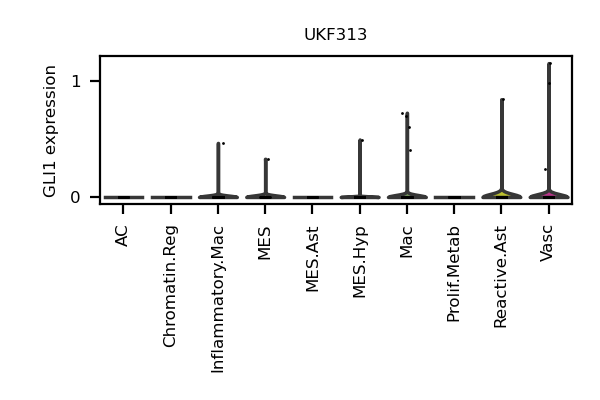 UKF313
GLI1 expression
1
0
AC
Chromatin.Reg
Inflammatory.Mac
MES
MES.Ast
MES.Hyp
Mac
Prolif.Metab
Reactive.Ast
Vasc